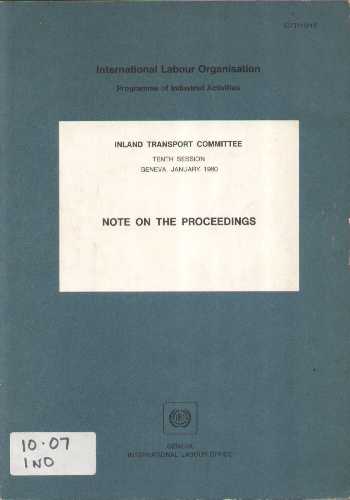 International Labour Organisation
Programme of Industrial Activities
INLAND TRANSPORT COMMITTEE
TENTH SESSION
GENEVA, JANUARY 1980
NOTE ON THE PROCEEDINGS
GENEVA
INTERNATIONAL LABOUR OFFICE
10.07
INO